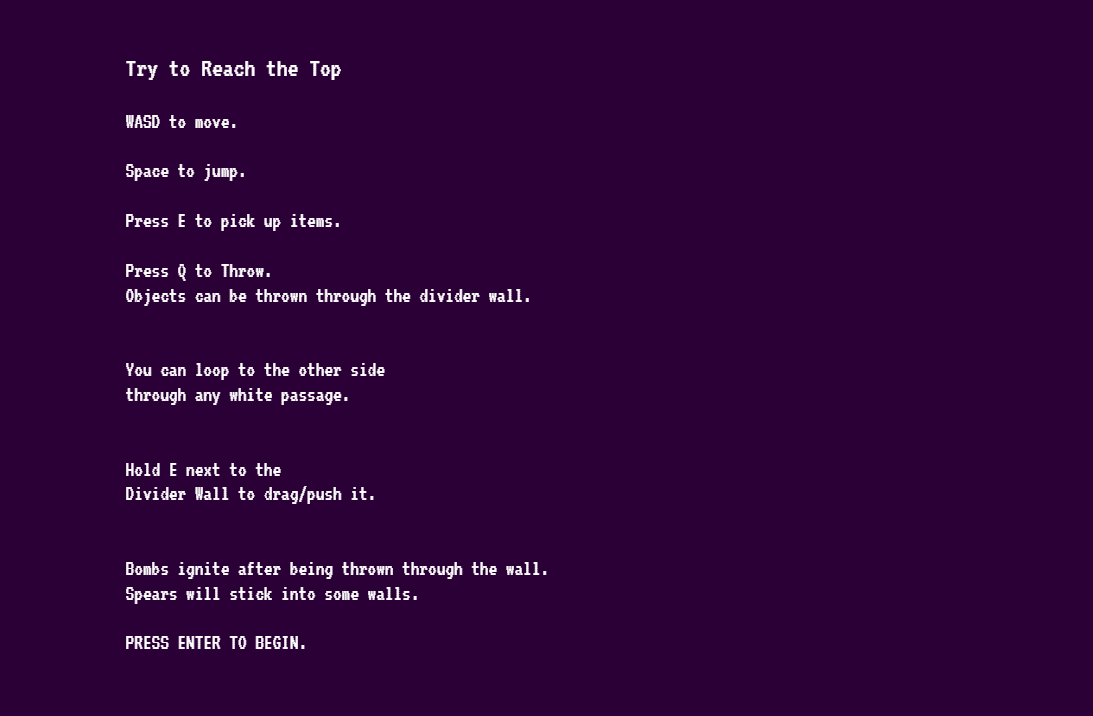 Try to Reach the Top
WASD to move.
Space to jump.
Press E to pick up items.
Press Q to Throw.
Objects can be thrown through the divider wall.
You can loop to the other side
through any white passage.
Hold E next to the
Divider Wall to drag/push it.
Bombs ignite after being thrown through the wall.
Spears will stick into some walls.
PRESS ENTER TO BEGIN.